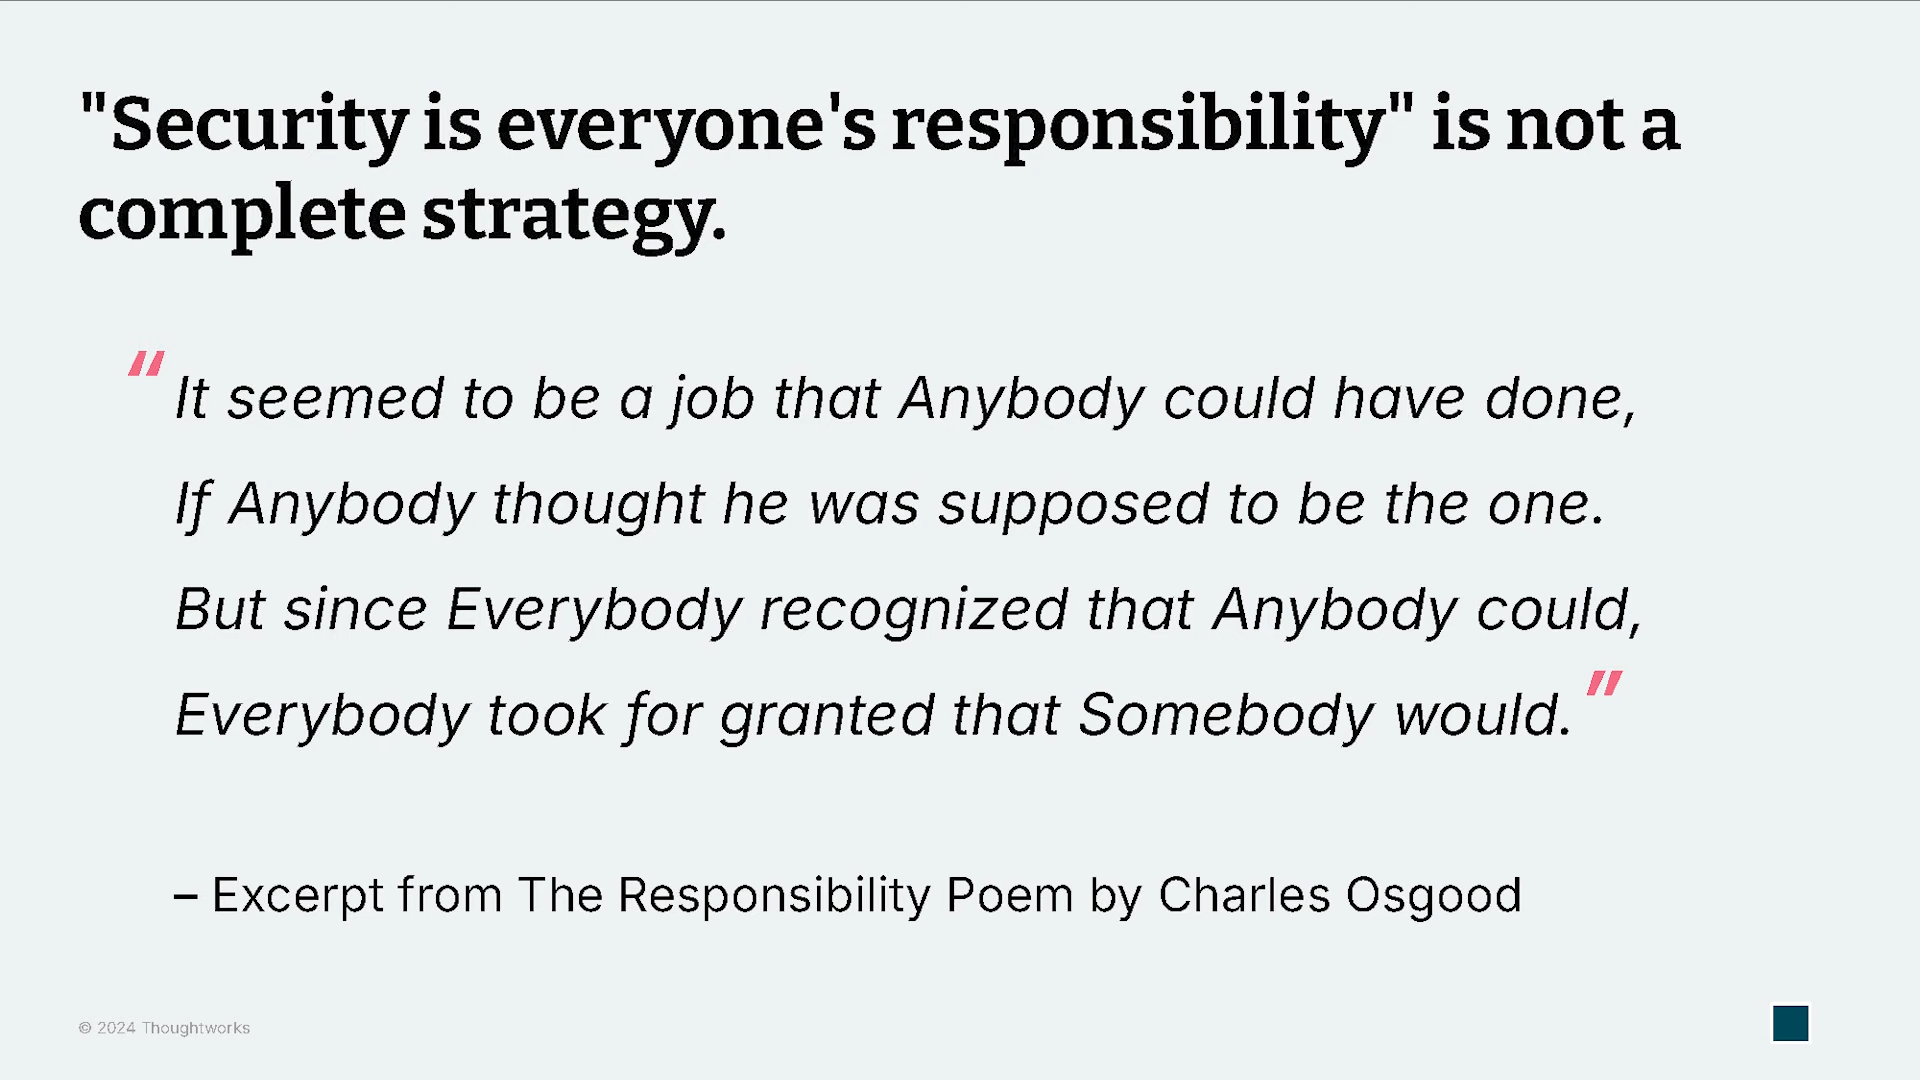 "Security is everyone's responsibility" is not a
complete strategy.
“It seemed to be a job that Anybody could have done,
If Anybody thought he was supposed to be the one.
But since Everybody recognized that Anybody could,
Everybody took for granted that Somebody would.”
– Excerpt from The Responsibility Poem by Charles Osgood
© 2024 Thoughtworks